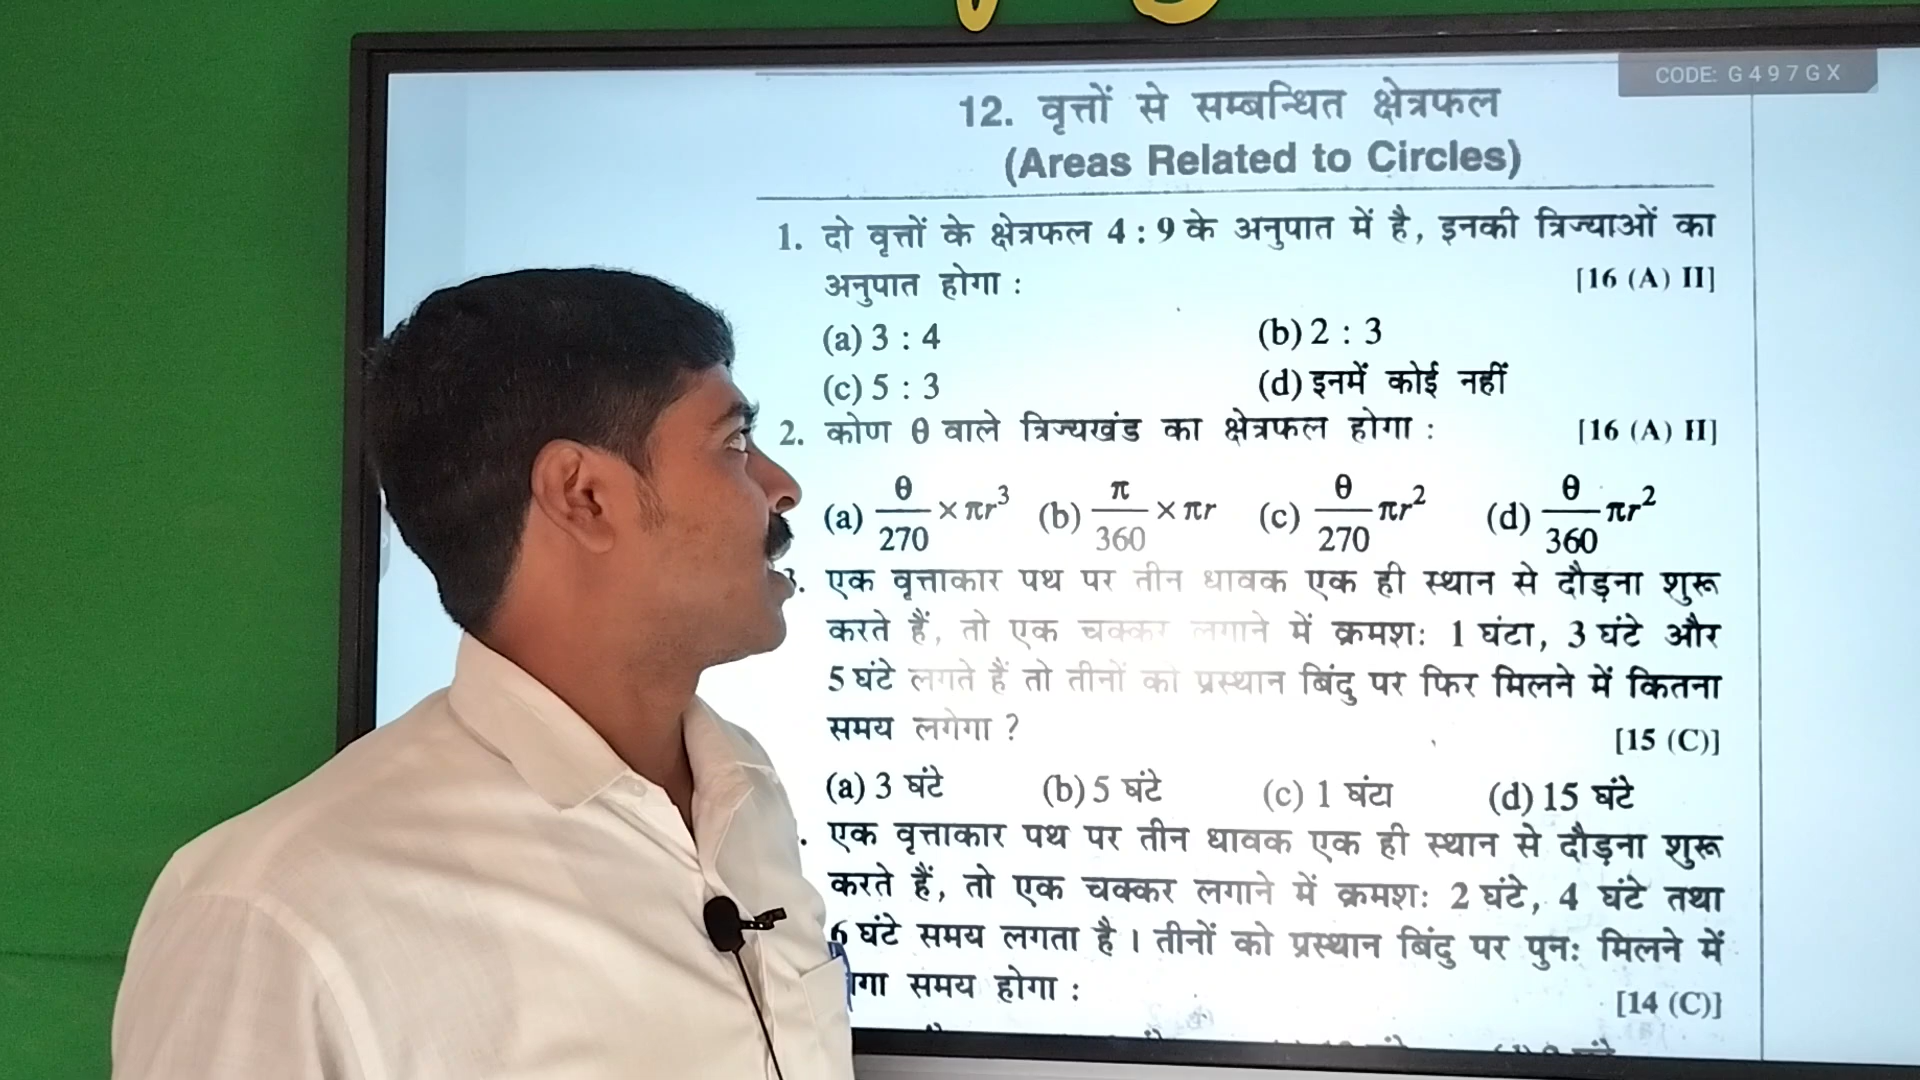 CODE: G497GX
12. वृत्तों से सम्बन्धित क्षेत्रफल
(Areas Related to Circles)
1. दो वृत्तों के क्षेत्रफल 4 : 9 के अनुपात में है, इनकी त्रिज्याओं का
अनुपात होगा : [16 (A) II]
(a) 3 : 4 (b) 2 : 3
(c) 5 : 3 (d) इनमें कोई नहीं
2. कोण θ वाले त्रिज्यखंड का क्षेत्रफल होगा : [16 (A) II]
(a) θ/270 × πr³ (b) π/360 × πr (c) θ/270 πr² (d) θ/360 πr²
3. एक वृत्ताकार पथ पर तीन धावक एक ही स्थान से दौड़ना शुरू
करते हैं, तो एक चक्कर लगाने में क्रमशः 1 घंटा, 3 घंटे और
5 घंटे लगते हैं तो तीनों को प्रस्थान बिंदु पर फिर मिलने में कितना
समय लगेगा ? [15 (C)]
(a) 3 घंटे (b) 5 घंटे (c) 1 घंटा (d) 15 घंटे
. एक वृत्ताकार पथ पर तीन धावक एक ही स्थान से दौड़ना शुरू
करते हैं, तो एक चक्कर लगाने में क्रमशः 2 घंटे, 4 घंटे तथा
6 घंटे समय लगता है । तीनों को प्रस्थान बिंदु पर पुनः मिलने में
समय होगा : [14 (C)]